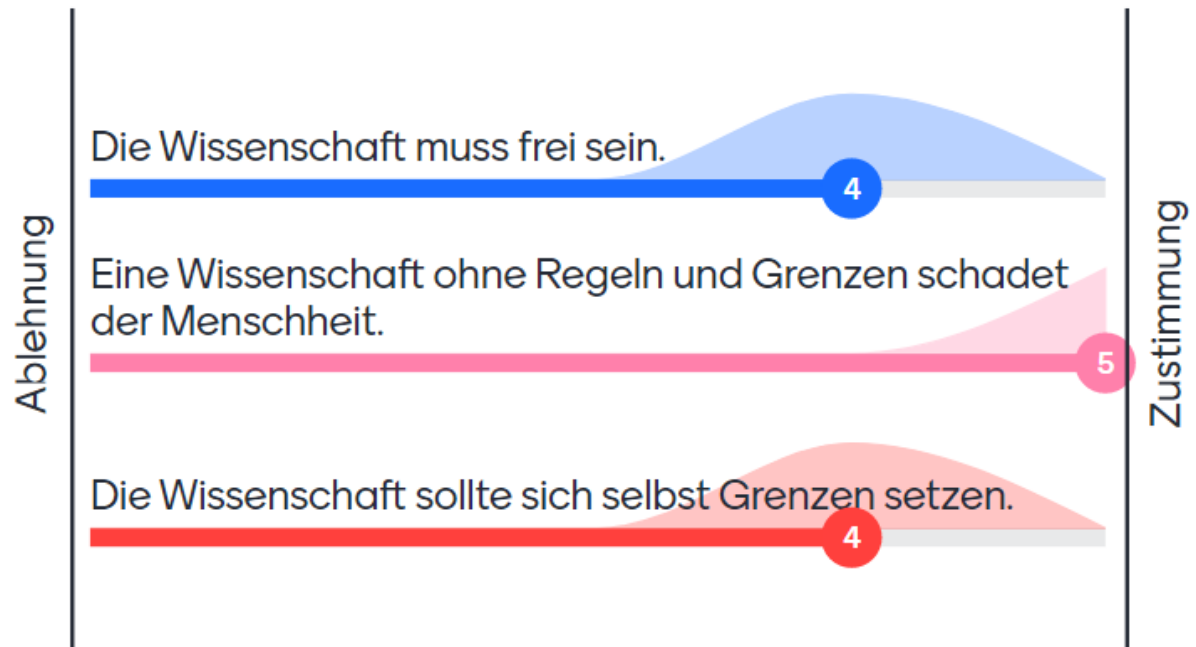 Ablehnung
Die Wissenschaft muss frei sein.
4
Eine Wissenschaft ohne Regeln und Grenzen schadet
der Menschheit.
5
Die Wissenschaft sollte sich selbst Grenzen setzen.
4
Zustimmung